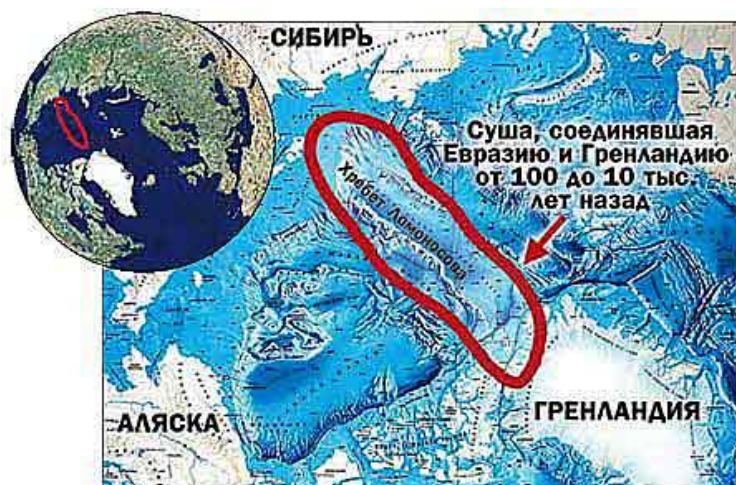 СИБИРЬ
Суша, соединявшая
Евразию и Гренландию
от 100 до 10 тыс.
лет назад
Хребет Ломоносова
АЛЯСКА
ГРЕНЛАНДИЯ